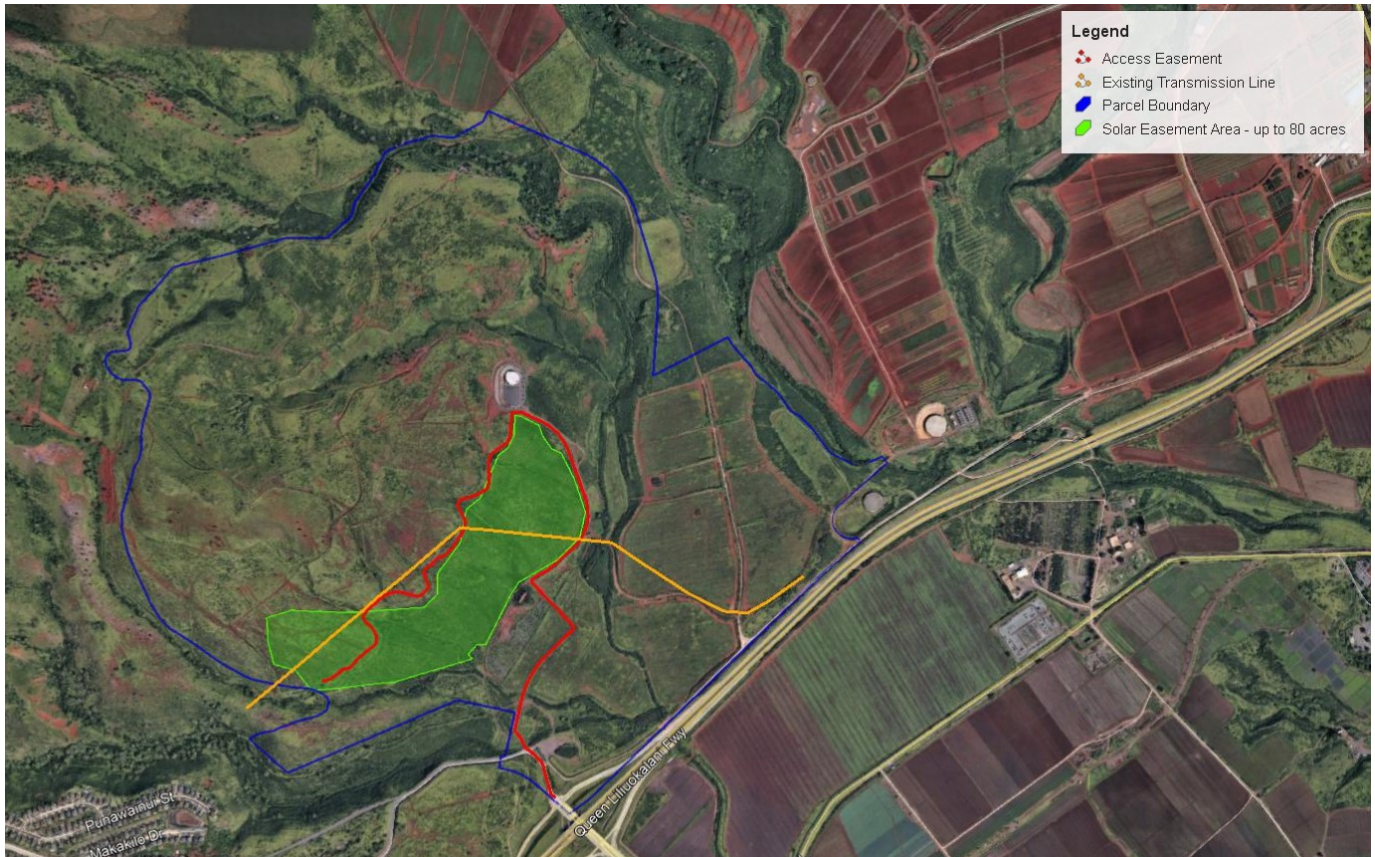 Legend
Access Easement
Existing Transmission Line
Parcel Boundary
Solar Easement Area - up to 80 acres
Queen Liliuokalani Fwy
Punawainui St
Makakilo Dr